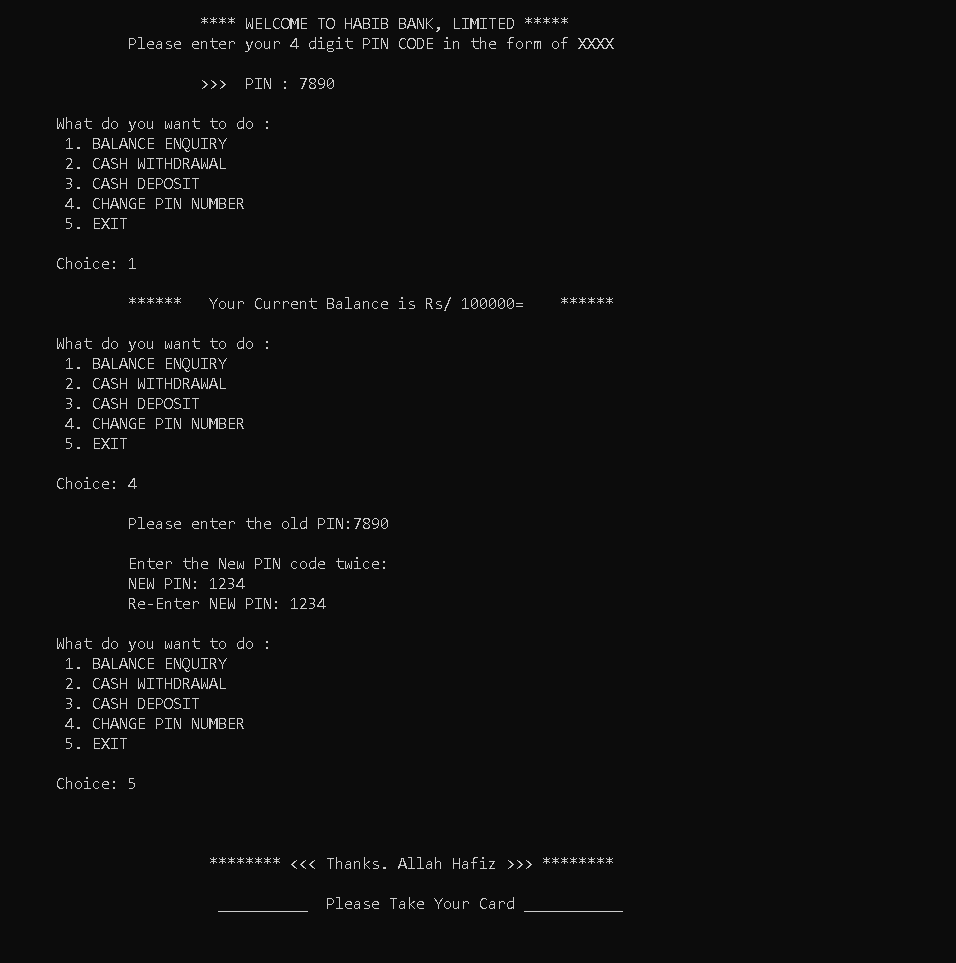 **** WELCOME TO HABIB BANK, LIMITED *****
Please enter your 4 digit PIN CODE in the form of XXXX
>>>  PIN : 7890
What do you want to do :
1. BALANCE ENQUIRY
2. CASH WITHDRAWAL
3. CASH DEPOSIT
4. CHANGE PIN NUMBER
5. EXIT
Choice: 1
******   Your Current Balance is Rs/ 100000=    ******
What do you want to do :
1. BALANCE ENQUIRY
2. CASH WITHDRAWAL
3. CASH DEPOSIT
4. CHANGE PIN NUMBER
5. EXIT
Choice: 4
Please enter the old PIN:7890
Enter the New PIN code twice:
NEW PIN: 1234
Re-Enter NEW PIN: 1234
What do you want to do :
1. BALANCE ENQUIRY
2. CASH WITHDRAWAL
3. CASH DEPOSIT
4. CHANGE PIN NUMBER
5. EXIT
Choice: 5
******** <<< Thanks. Allah Hafiz >>> ********
__________  Please Take Your Card ___________